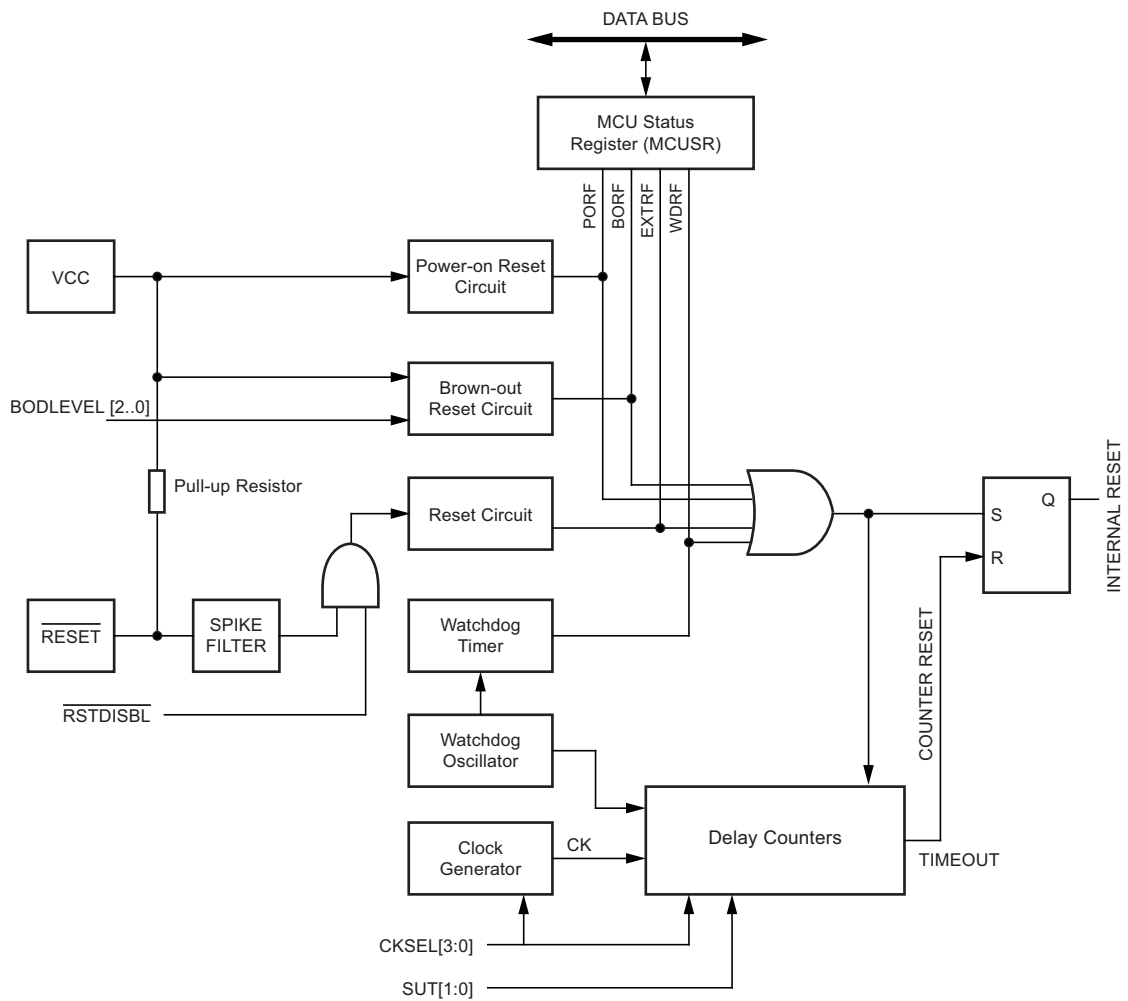 DATA BUS
MCU Status
Register (MCUSR)
PORF
BORF
EXTRF
WDRF
VCC
Power-on Reset
Circuit
Brown-out
Reset Circuit
BODLEVEL [2..0]
Pull-up Resistor
Reset Circuit
S
Q
R
INTERNAL RESET
RESET
SPIKE
FILTER
Watchdog
Timer
RSTDISBL
COUNTER RESET
Watchdog
Oscillator
Clock
Generator
CK
Delay Counters
TIMEOUT
CKSEL[3:0]
SUT[1:0]